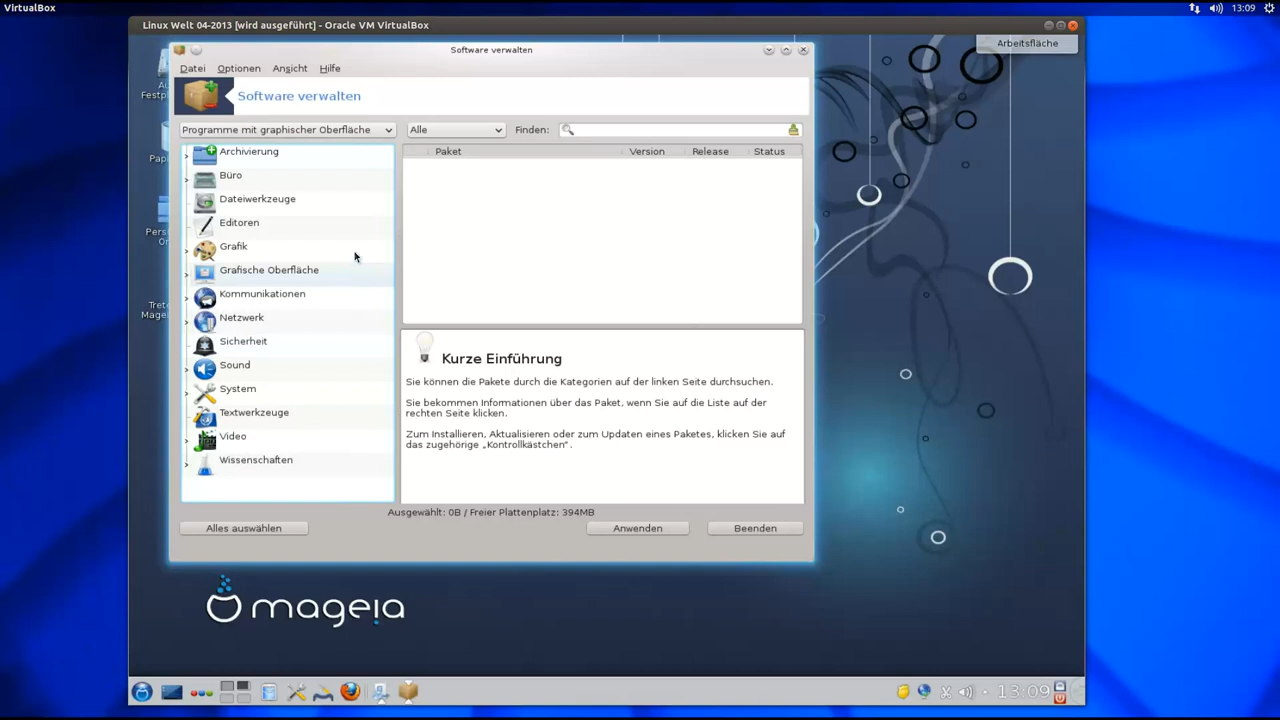 VirtualBox
13:09
Linux Welt 04-2013 [wird ausgeführt] - Oracle VM VirtualBox
Arbeitsfläche
Software verwalten
Datei Optionen Ansicht Hilfe
Software verwalten
Programme mit graphischer Oberfläche
Alle
Finden:
Archivierung
Büro
Dateiwerkzeuge
Editoren
Grafik
Grafische Oberfläche
Kommunikationen
Netzwerk
Sicherheit
Sound
System
Textwerkzeuge
Video
Wissenschaften
Paket Version Release Status
Kurze Einführung
Sie können die Pakete durch die Kategorien auf der linken Seite durchsuchen.
Sie bekommen Informationen über das Paket, wenn Sie auf die Liste auf der
rechten Seite klicken.
Zum Installieren, Aktualisieren oder zum Updaten eines Paketes, klicken Sie auf
das zugehörige „Kontrollkästchen“.
Ausgewählt: 0B / Freier Plattenplatz: 394MB
Alles auswählen
Anwenden
Beenden
mageia
13:09